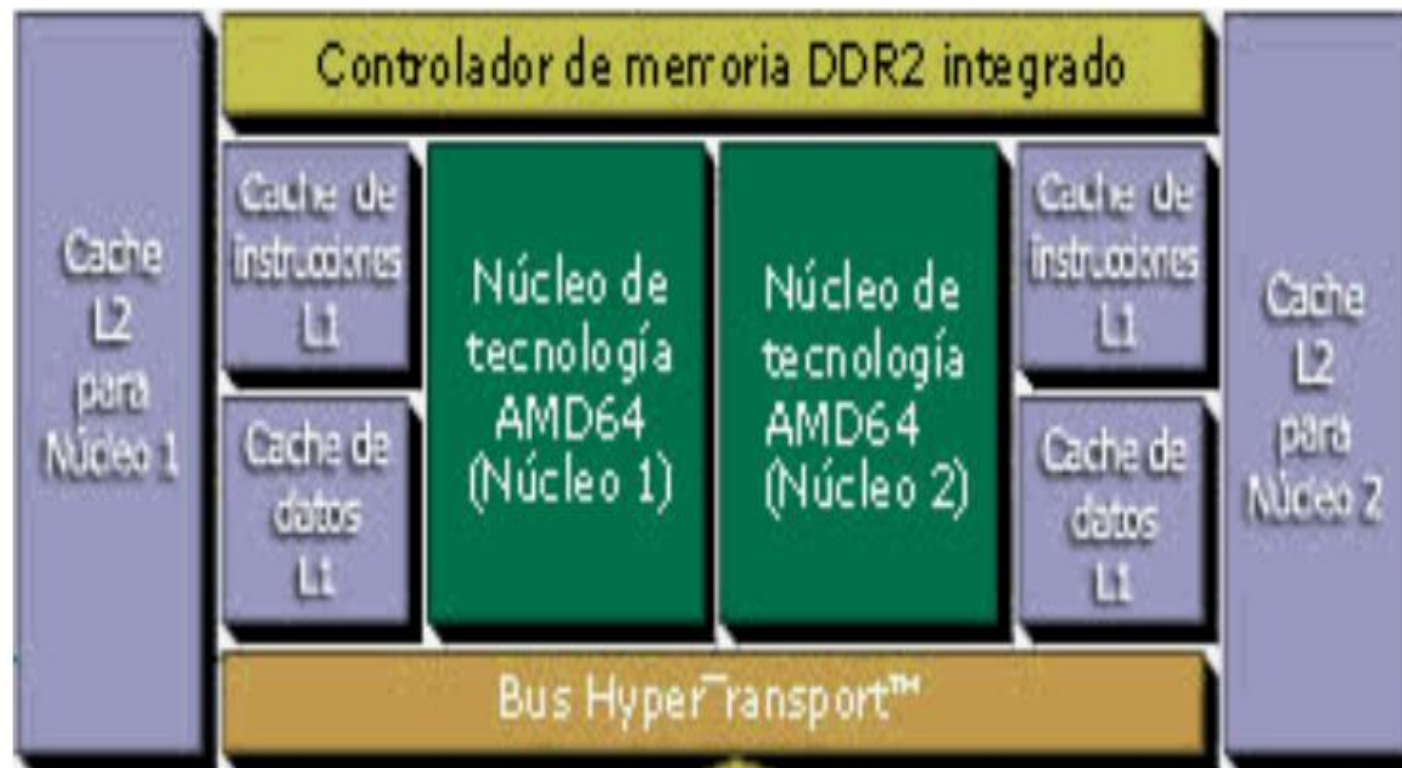 Controlador de memoria DDR2 integrado
Cache
L2
para
Núcleo 1
Cache de
instrucciones
L1
Cache de
datos
L1
Núcleo de
tecnología
AMD64
(Núcleo 1)
Núcleo de
tecnología
AMD64
(Núcleo 2)
Cache de
instrucciones
L1
Cache de
datos
L1
Cache
L2
para
Núcleo 2
Bus HyperTransport™